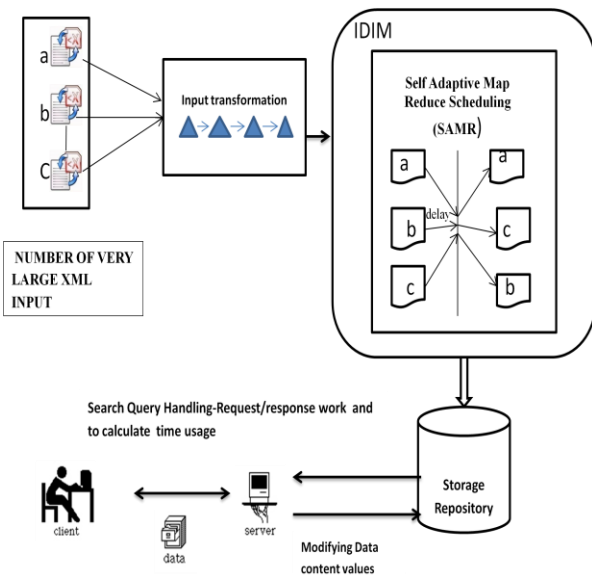 a
b
C
NUMBER OF VERY
LARGE XML
INPUT
Input transformation
IDIM
Self Adaptive Map
Reduce Scheduling
(SAMR)
a
b
c
delay
a
c
b
Search Query Handling-Request/response work and
to calculate time usage
client
data
server
Storage
Repository
Modifying Data
content values